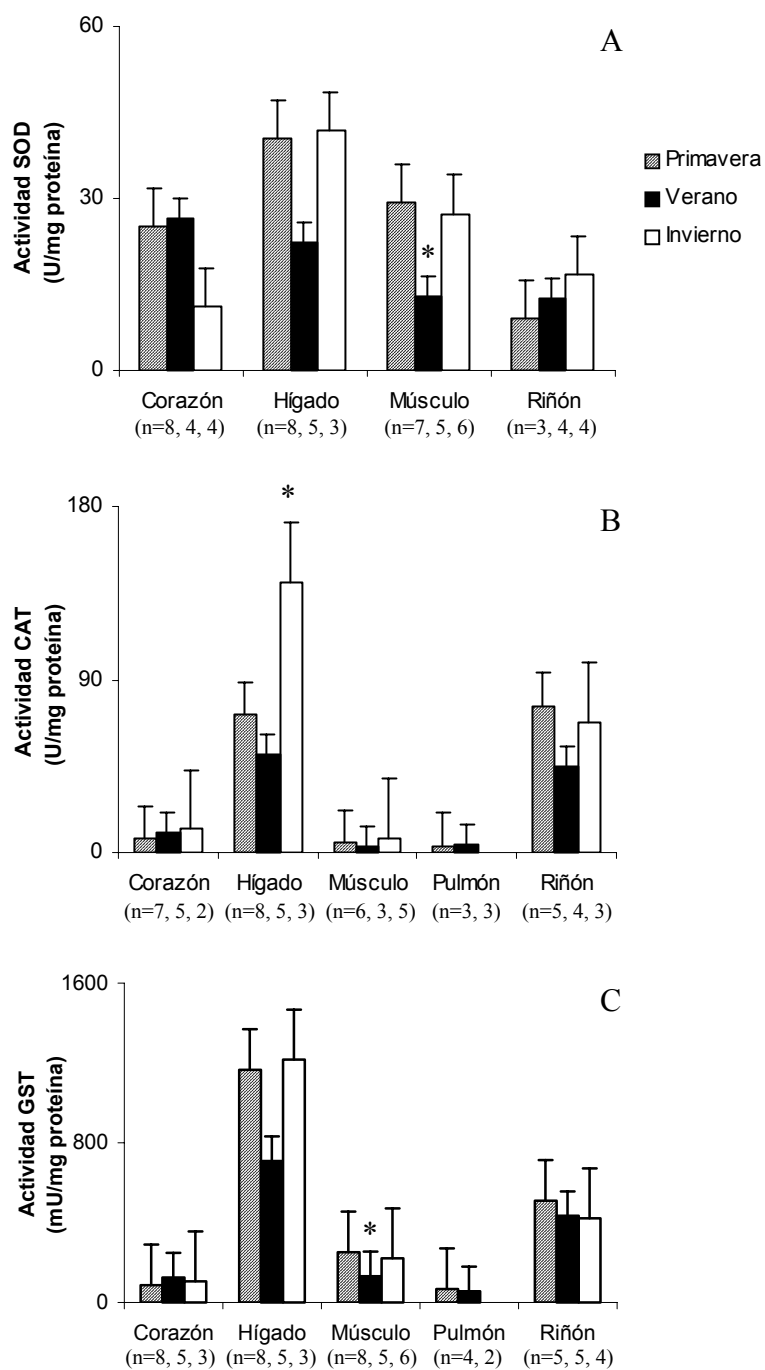 60
A
30
0
Actividad SOD
(U/mg proteína)
Primavera
Verano
Invierno
*
Corazón Hígado Músculo Riñón
(n=8, 4, 4) (n=8, 5, 3) (n=7, 5, 6) (n=3, 4, 4)
180
B
90
0
Actividad CAT
(U/mg proteína)
*
Corazón Hígado Músculo Pulmón Riñón
(n=7, 5, 2) (n=8, 5, 3) (n=6, 3, 5) (n=3, 3) (n=5, 4, 3)
1600
C
800
0
Actividad GST
(mU/mg proteína)
*
Corazón Hígado Músculo Pulmón Riñón
(n=8, 5, 3) (n=8, 5, 3) (n=8, 5, 6) (n=4, 2) (n=5, 5, 4)